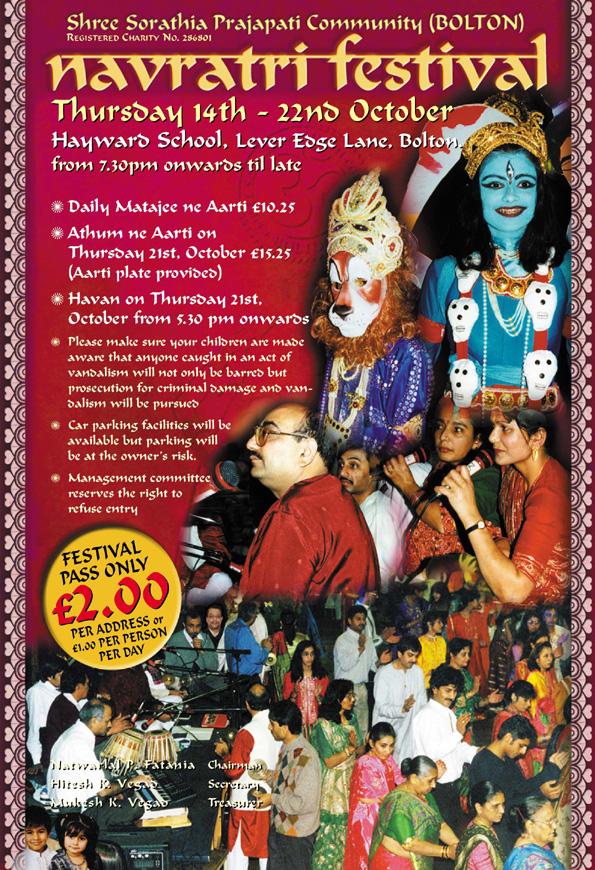 Shree Sorathia Prajapati Community (BOLTON)
REGISTERED CHARITY NO. 286801
navratri festival
Thursday 14th - 22nd October
Hayward School, Lever Edge Lane, Bolton.
from 7.30pm onwards til late
Daily Matajee ne Aarti £10.25
Athum ne Aarti on
Thursday 21st, October £15.25
(Aarti plate provided)
Havan on Thursday 21st,
October from 5.30 pm onwards
Please make sure your children are made
aware that anyone caught in an act of
vandalism will not only be barred but
prosecution for criminal damage and van-
dalism will be pursued
Car parking facilities will be
available but parking will
be at the owner's risk.
Management committee
reserves the right to
refuse entry
FESTIVAL
PASS ONLY
£2.00
PER ADDRESS or
£1.00 PER PERSON
PER DAY
Natwarlal P. Fatania Chairman
Hitesh R. Vegad Secretary
Mukesh K. Vegad Treasurer